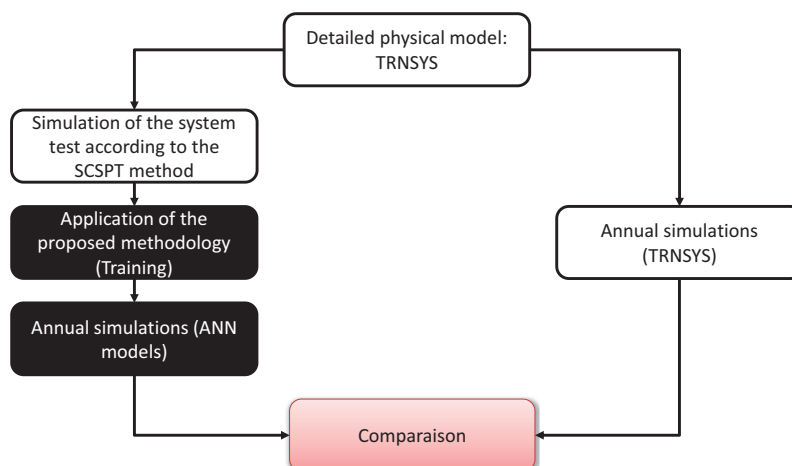 Detailed physical model:
TRNSYS
Simulation of the system
test according to the
SCSPT method
Application of the
proposed methodology
(Training)
Annual simulations (ANN
models)
Annual simulations
(TRNSYS)
Comparaison